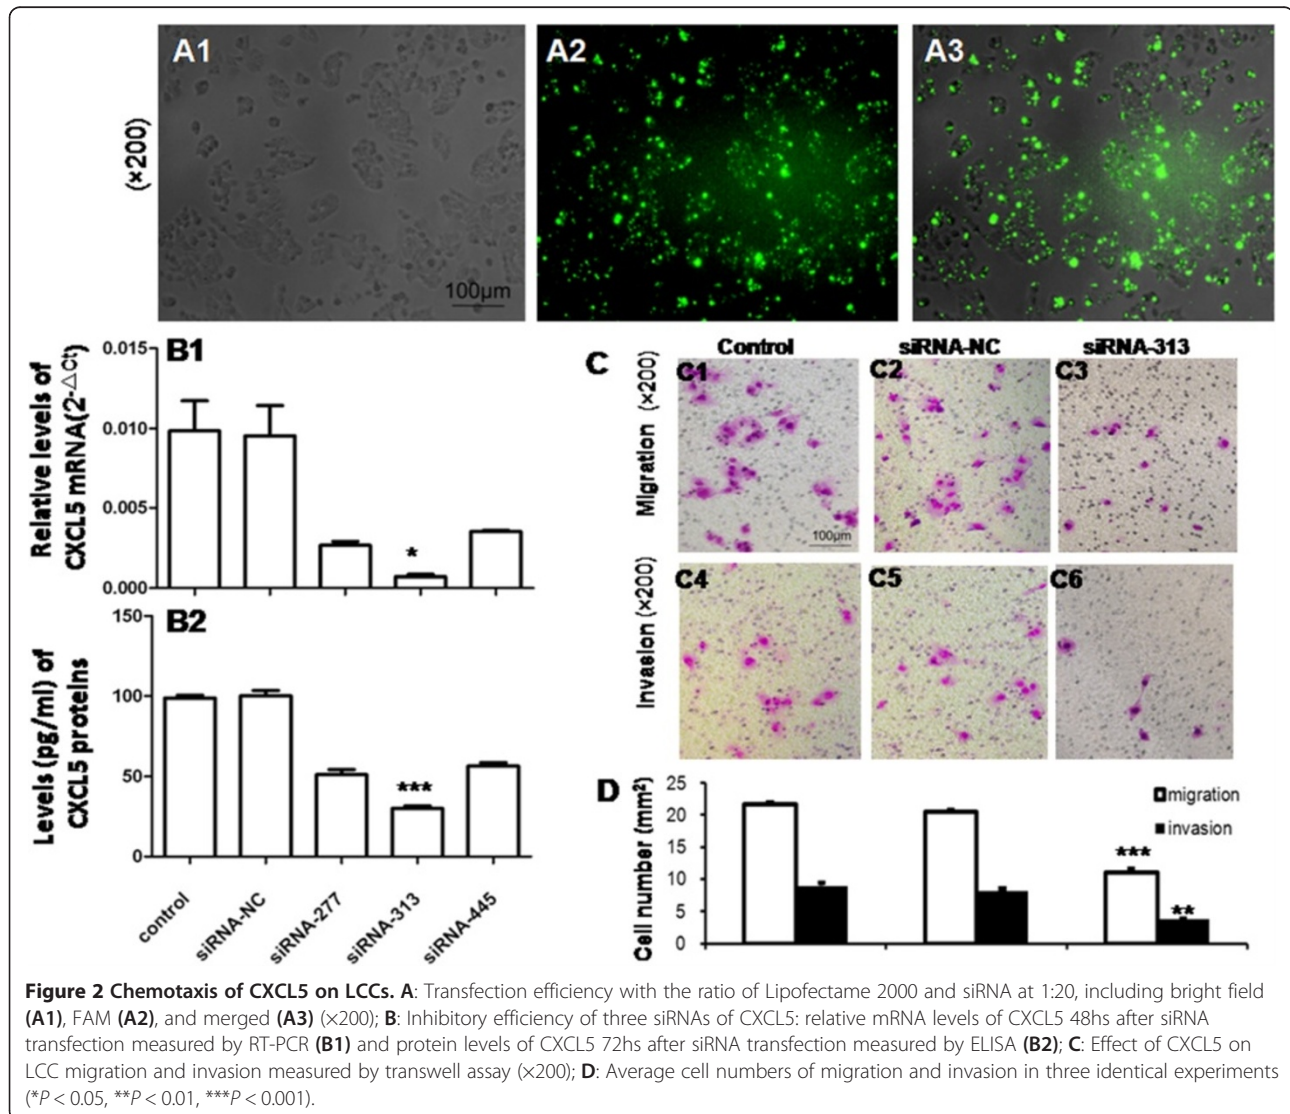 A1
A2
A3
(×200)
100µm
B1
Relative levels of
CXCL5 mRNA(2-△Ct)
0.015
0.010
0.005
0.000
*
B2
Levels (pg/ml) of
CXCL5 proteins
150
100
50
0
***
control
siRNA-NC
siRNA-277
siRNA-313
siRNA-445
C
Control
siRNA-NC
siRNA-313
Migration (×200)
C1
C2
C3
100µm
Invasion (×200)
C4
C5
C6
D
Cell number (mm²)
25
20
15
10
5
0
migration
invasion
***
**
Figure 2 Chemotaxis of CXCL5 on LCCs. A: Transfection efficiency with the ratio of Lipofectame 2000 and siRNA at 1:20, including bright field
(A1), FAM (A2), and merged (A3) (×200); B: Inhibitory efficiency of three siRNAs of CXCL5: relative mRNA levels of CXCL5 48hs after siRNA
transfection measured by RT-PCR (B1) and protein levels of CXCL5 72hs after siRNA transfection measured by ELISA (B2); C: Effect of CXCL5 on
LCC migration and invasion measured by transwell assay (×200); D: Average cell numbers of migration and invasion in three identical experiments
(*P < 0.05, **P < 0.01, ***P < 0.001).